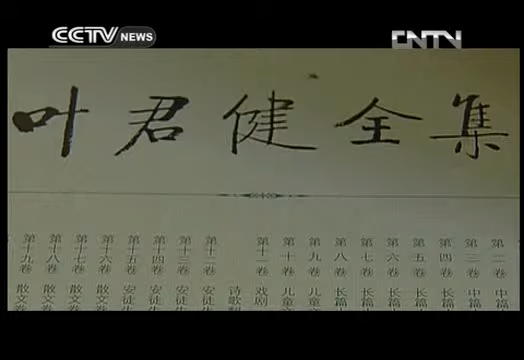 CCTV NEWS
CNTV
叶君健全集
第二卷 中篇
第三卷 中篇
第四卷 长篇
第五卷 长篇
第六卷 长篇
第七卷 长篇
第八卷 长篇
第九卷 儿童文
第十卷 儿童文
第十一卷 戏剧
诗歌
第十二卷 安徒
第十三卷 安徒
第十四卷 安徒
第十五卷 安徒
第十六卷 散文
第十七卷 散文
第十八卷 散文
第十九卷 散文